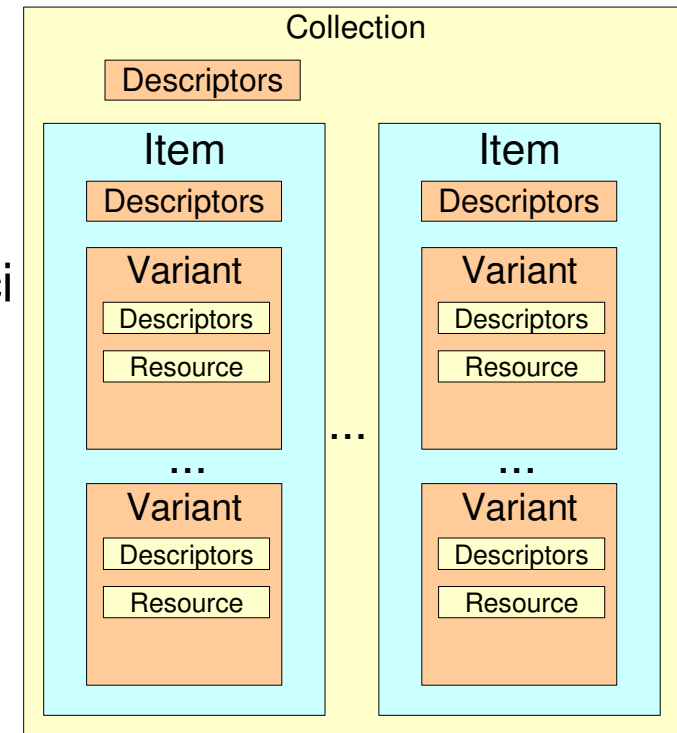 Collection
Descriptors
Item
Descriptors
Variant
Descriptors
Resource
...
Variant
Descriptors
Resource
...
Item
Descriptors
Variant
Descriptors
Resource
...
Variant
Descriptors
Resource